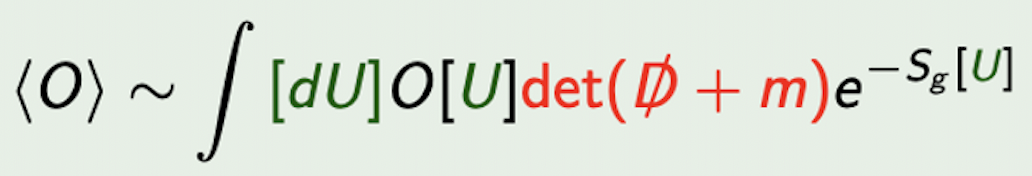 ⟨O⟩ ∼ ∫ [dU]O[U]det(D̸ + m)e^{−S_g[U]}